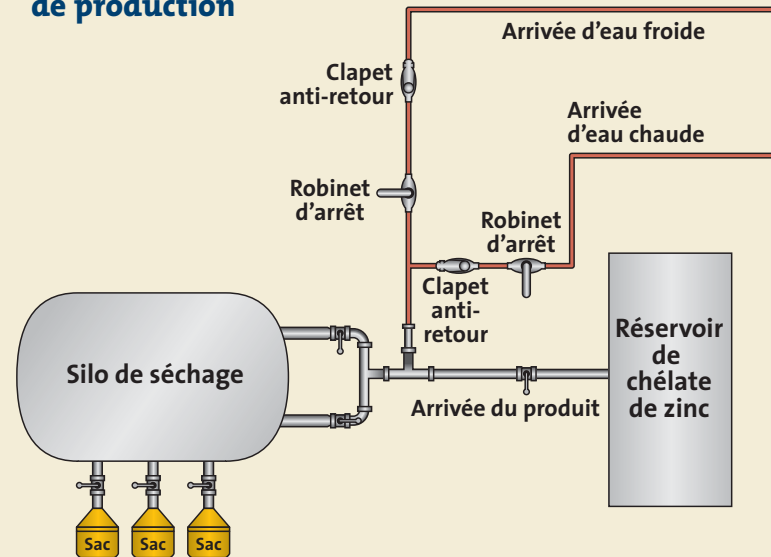 de production
Arrivée d'eau froide
Clapet
anti-retour
Arrivée
d'eau chaude
Robinet
d'arrêt
Robinet
d'arrêt
Clapet
anti-
retour
Silo de séchage
Réservoir
de
chélate
de zinc
Arrivée du produit
Sac
Sac
Sac